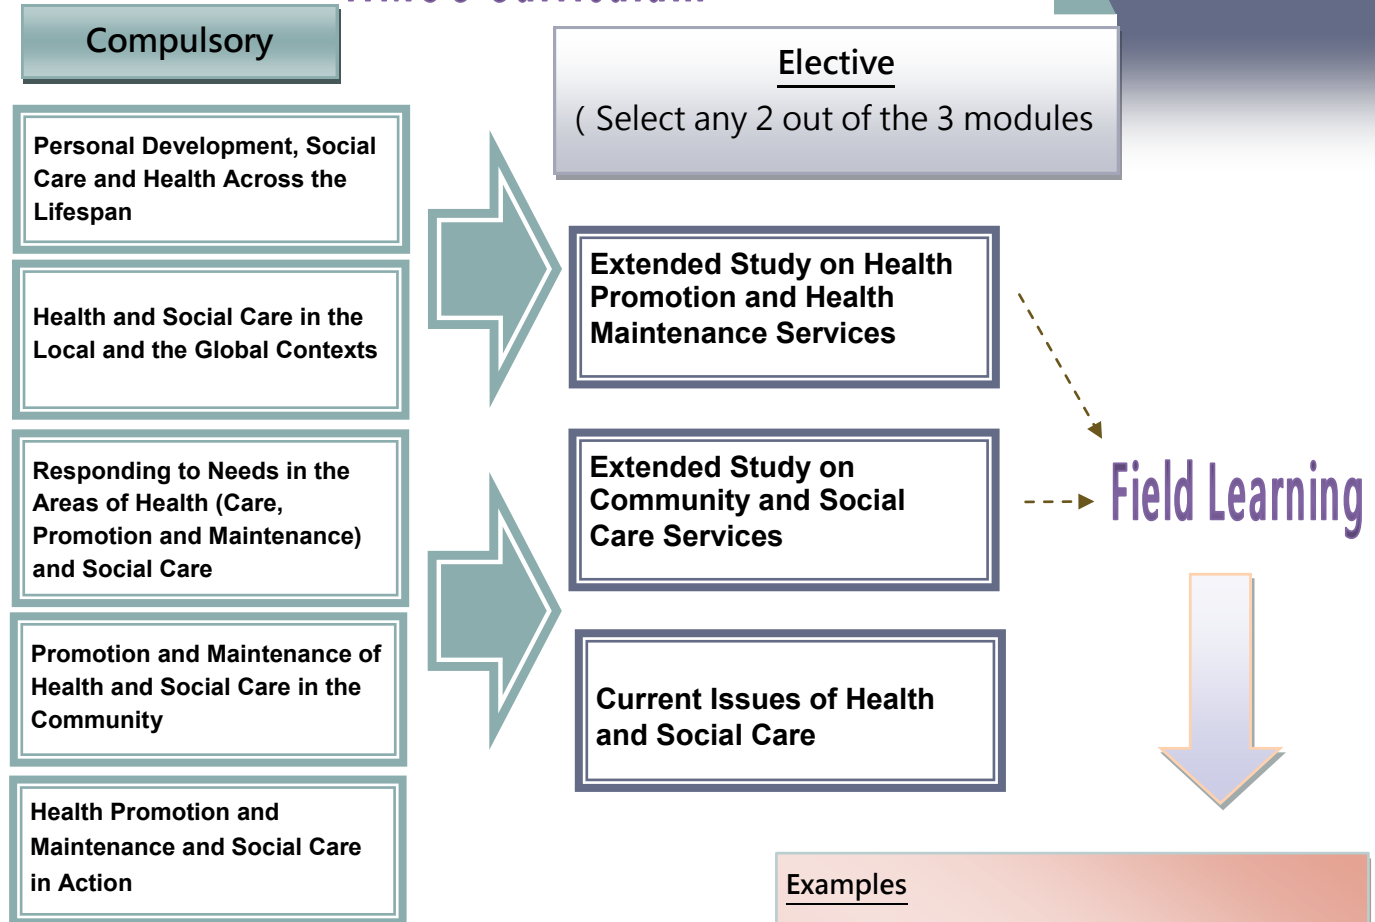 Compulsory
Personal Development, Social
Care and Health Across the
Lifespan
Health and Social Care in the
Local and the Global Contexts
Responding to Needs in the
Areas of Health (Care,
Promotion and Maintenance)
and Social Care
Promotion and Maintenance of
Health and Social Care in the
Community
Health Promotion and
Maintenance and Social Care
in Action
Elective
( Select any 2 out of the 3 modules
Extended Study on Health
Promotion and Health
Maintenance Services
Extended Study on
Community and Social
Care Services
Current Issues of Health
and Social Care
Field Learning
Examples